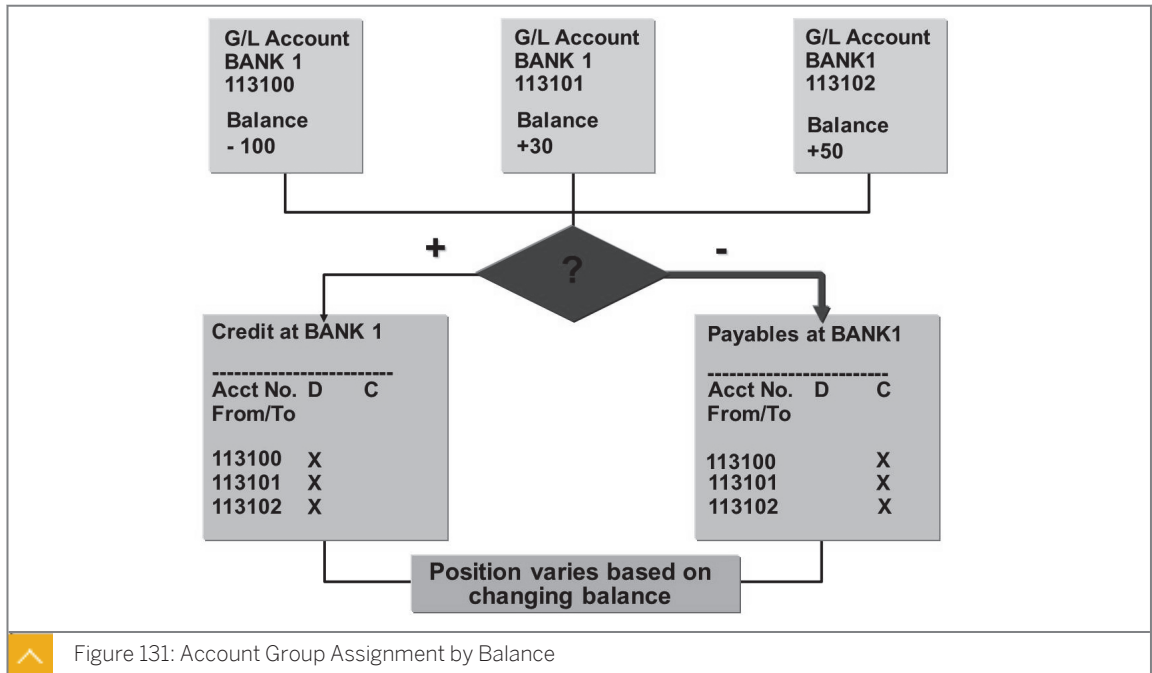 G/L Account
BANK 1
113100
Balance
- 100
G/L Account
BANK 1
113101
Balance
+30
G/L Account
BANK1
113102
Balance
+50
+
?
-
Credit at BANK 1
-------------------------
Acct No. D C
From/To
113100 X
113101 X
113102 X
Payables at BANK1
-------------------------
Acct No. D C
From/To
113100 X
113101 X
113102 X
Position varies based on
changing balance
Figure 131: Account Group Assignment by Balance